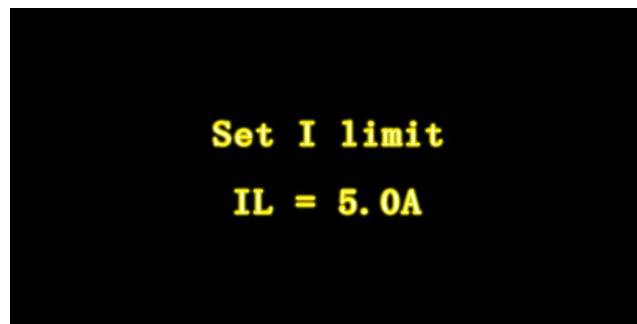 Set I limit
IL = 5.0A